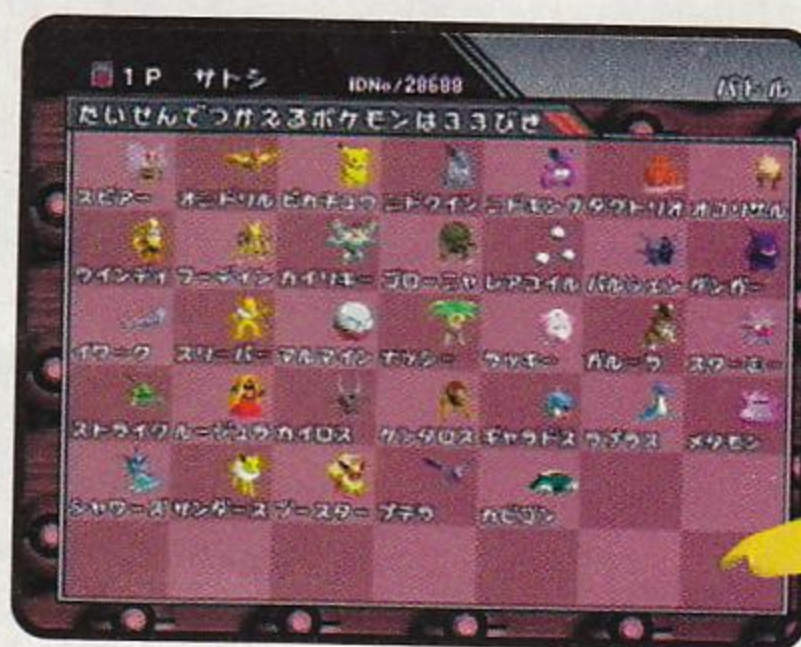 1P サトシ IDNo/28688 バトル
たいせんでつかえるポケモンは33びき
スピアー オニドリル ピカチュウ ニドクイン ニドキング ダグトリオ オコリザル
ウインディ フーディン カイリキー ゴローニャ レアコイル パルシェン ゲンガー
イワーク スリーパー マルマイン ナッシー ラッキー ガルーラ スターミー
ストライク ルージュラ カイロス ケンタロス ギャラドス ラプラス メタモン
シャワーズ サンダース ブースター プテラ カビゴン